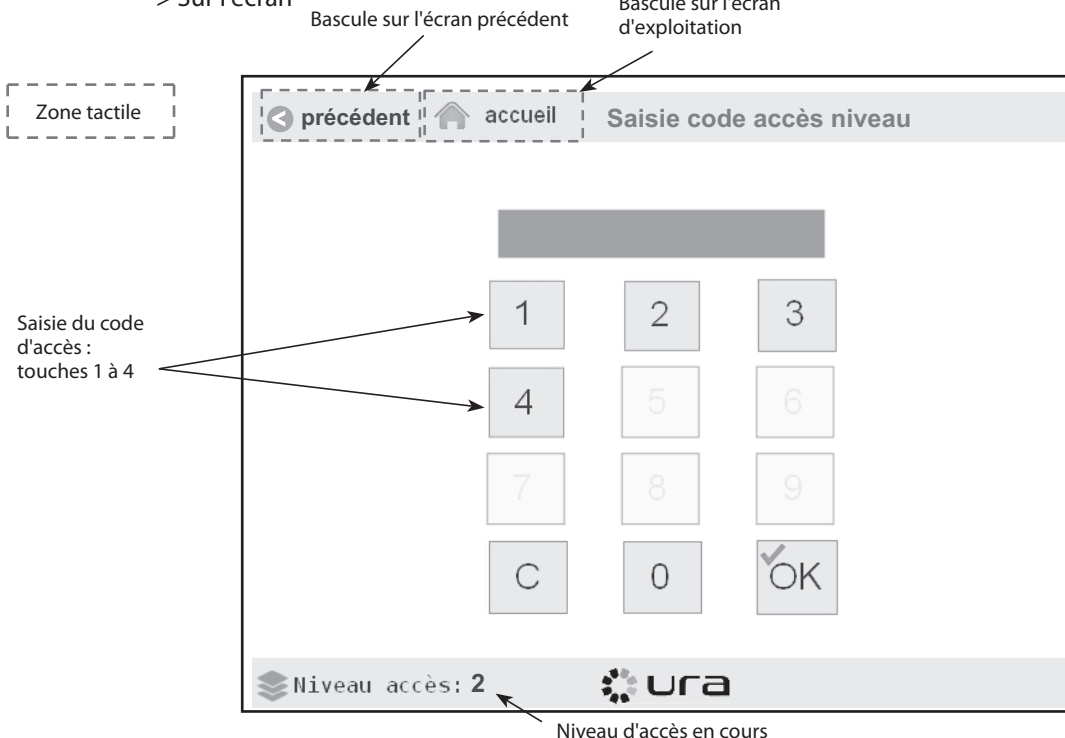 > Sur l'écran
Bascule sur l'écran précédent
Bascule sur l'écran
d'exploitation
Zone tactile
précédent
accueil
Saisie code accès niveau
Saisie du code
d'accès :
touches 1 à 4
1 2 3
4 5 6
7 8 9
C 0 OK
Niveau accès: 2
ura
Niveau d'accès en cours